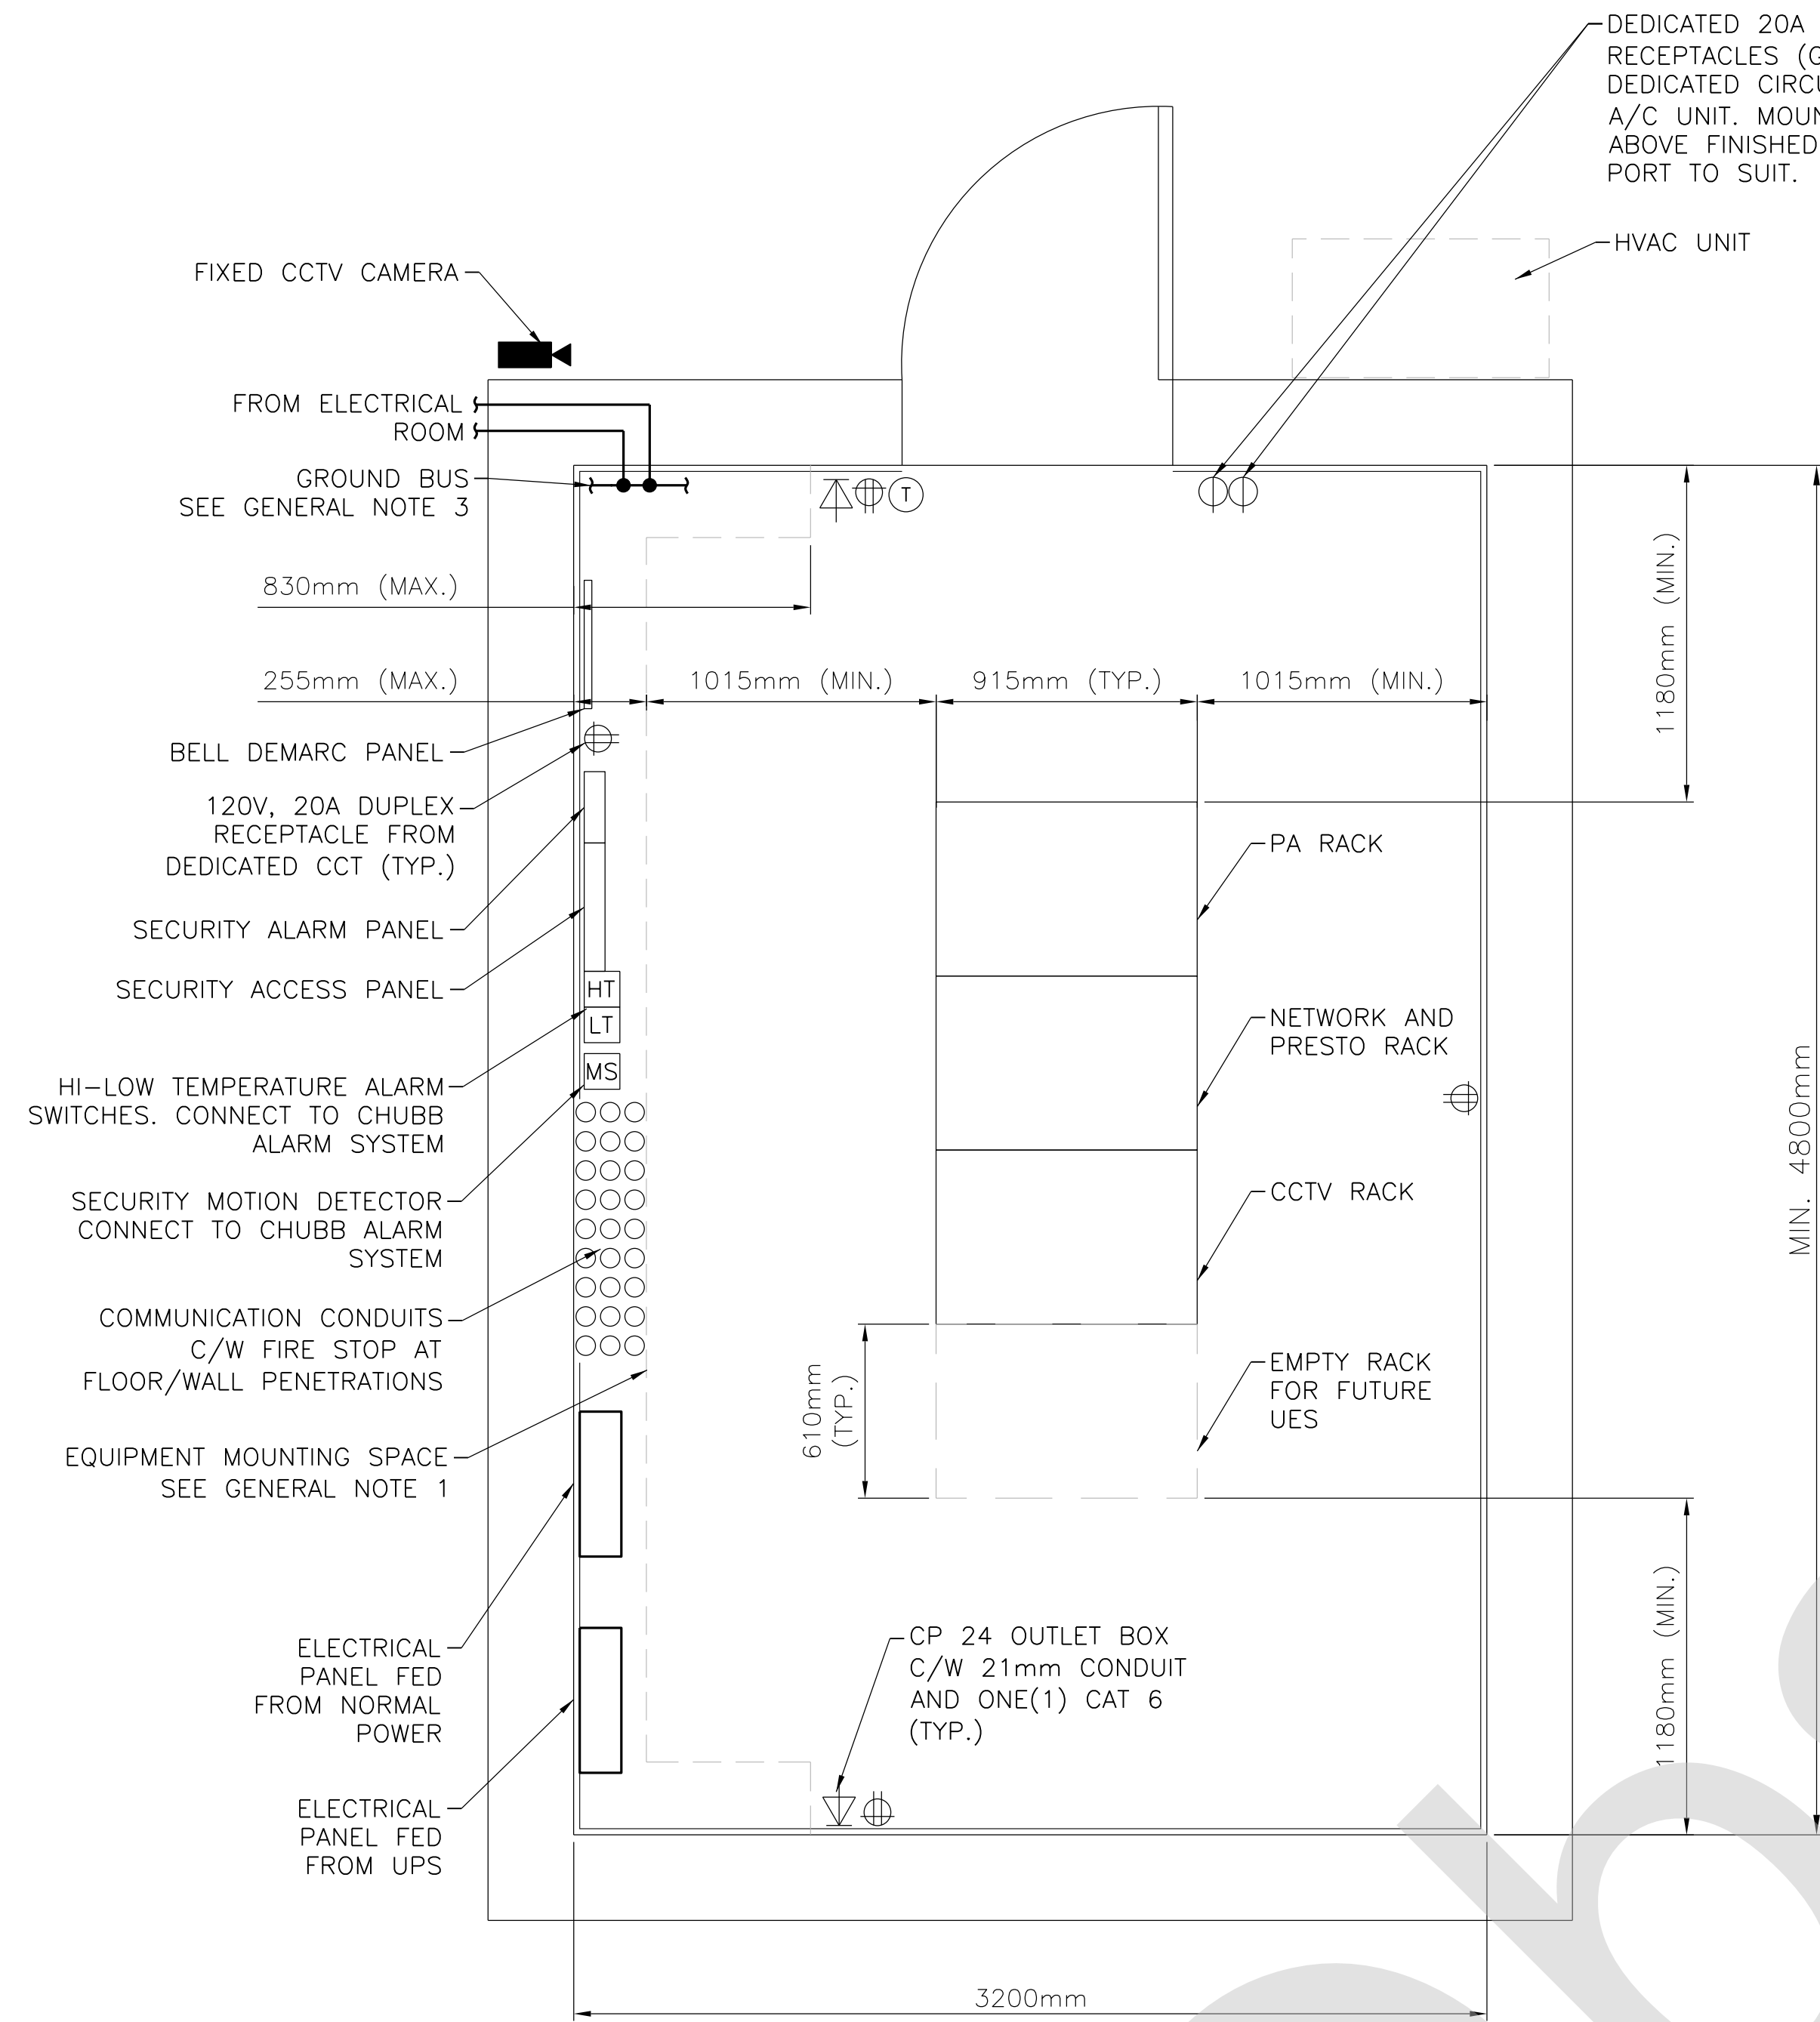 DEDICATED 20A
RECEPTACLES
DEDICATED
A/C UNIT.
ABOVE FINISHED
PORT TO SUIT.
HVAC UNIT
FIXED CCTV CAMERA
FROM ELECTRICAL
ROOM
GROUND BUS
SEE GENERAL NOTE 3
T
830mm (MAX.)
255mm (MAX.)
1015mm (MIN.)
915mm (TYP.)
1015mm (MIN.)
1180mm (MIN.)
BELL DEMARC PANEL
120V, 20A DUPLEX
RECEPTACLE FROM
DEDICATED CCT (TYP.)
SECURITY ALARM PANEL
SECURITY ACCESS PANEL
HT
LT
MS
HI-LOW TEMPERATURE ALARM
SWITCHES. CONNECT TO CHUBB
ALARM SYSTEM
SECURITY MOTION DETECTOR
CONNECT TO CHUBB ALARM
SYSTEM
COMMUNICATION CONDUITS
C/W FIRE STOP AT
FLOOR/WALL PENETRATIONS
EQUIPMENT MOUNTING SPACE
SEE GENERAL NOTE 1
ELECTRICAL
PANEL FED
FROM NORMAL
POWER
ELECTRICAL
PANEL FED
FROM UPS
PA RACK
NETWORK AND
PRESTO RACK
CCTV RACK
EMPTY RACK
FOR FUTURE
UES
610mm
(TYP.)
MIN. 4800mm
CP 24 OUTLET BOX
C/W 21mm CONDUIT
AND ONE(1) CAT 6
(TYP.)
1180mm (MIN.)
3200mm